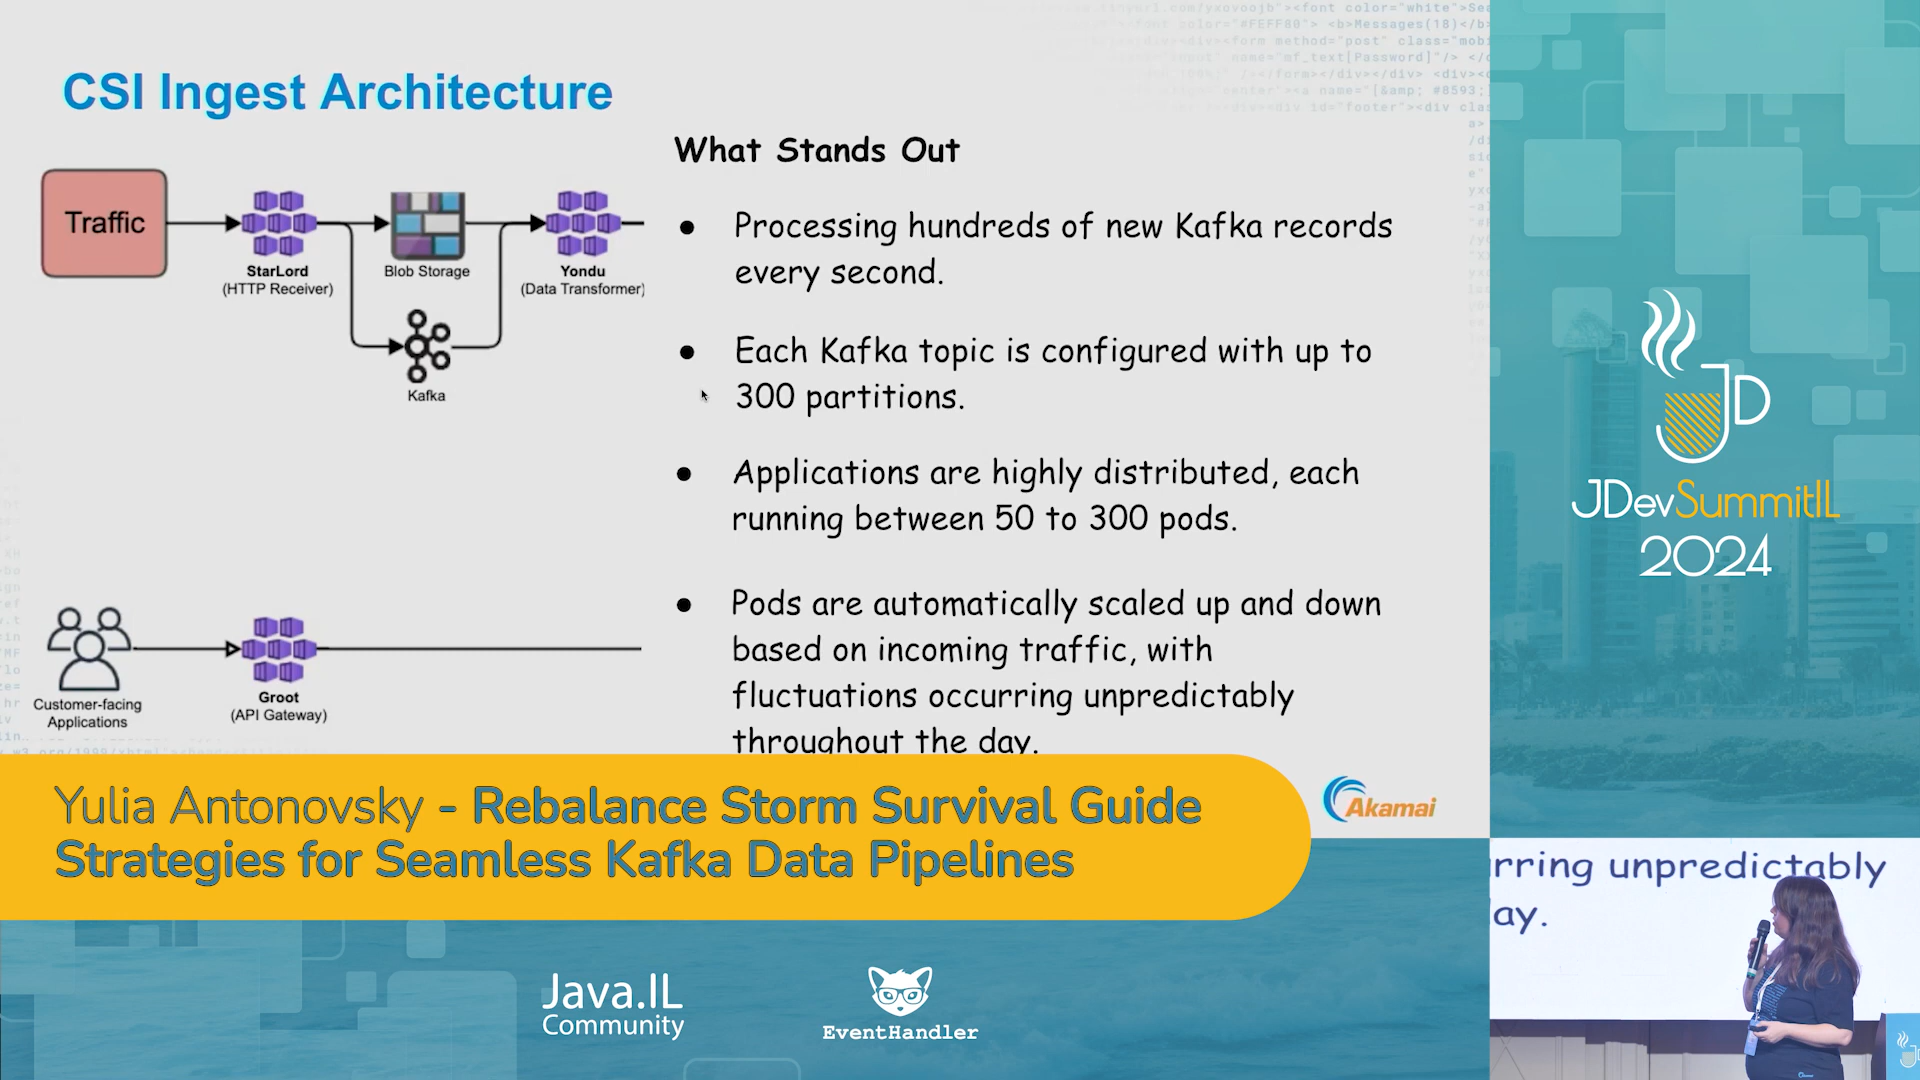 CSI Ingest Architecture
What Stands Out
Traffic
StarLord
(HTTP Receiver)
Blob Storage
Yondu
(Data Transformer)
Kafka
Customer-facing
Applications
Groot
(API Gateway)
● Processing hundreds of new Kafka records
every second.
● Each Kafka topic is configured with up to
300 partitions.
● Applications are highly distributed, each
running between 50 to 300 pods.
● Pods are automatically scaled up and down
based on incoming traffic, with
fluctuations occurring unpredictably
throughout the day.
Akamai
Yulia Antonovsky - Rebalance Storm Survival Guide
Strategies for Seamless Kafka Data Pipelines
Java.IL
Community
EventHandler
JD
JDevSummitIL
2024
rring unpredictably
ay.